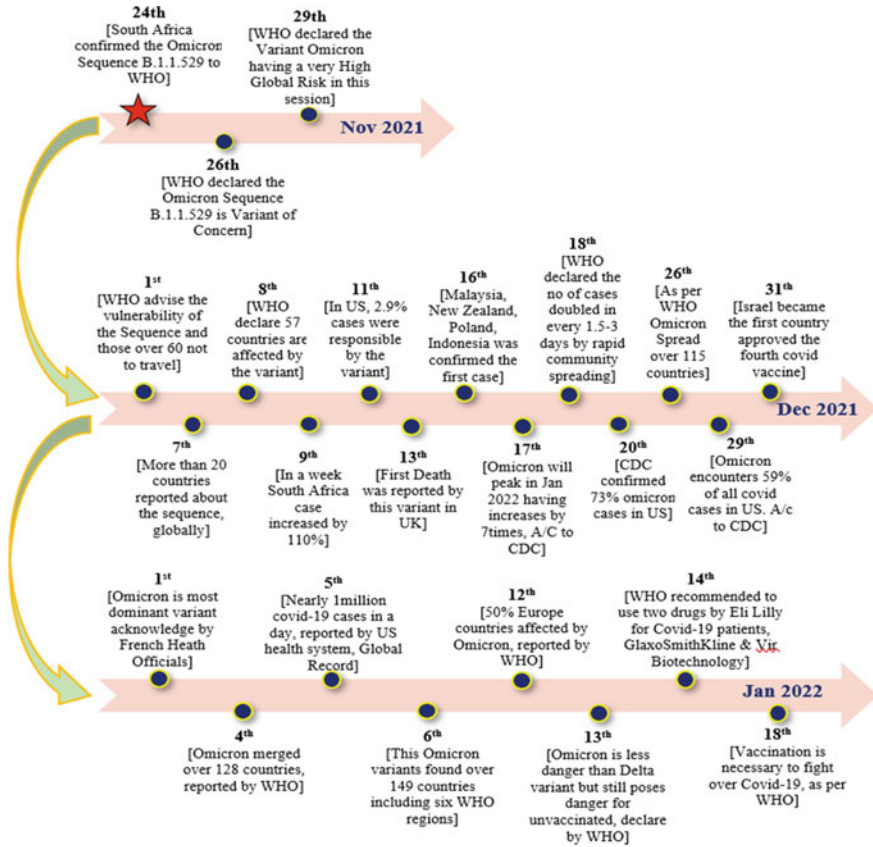 24th
[South Africa
confirmed the Omicron
Sequence B.1.1.529 to
WHO]
29th
[WHO declared the
Variant Omicron
having a very High
Global Risk in this
session]
Nov 2021
26th
[WHO declared the
Omicron Sequence
B.1.1.529 is Variant of
Concern]
1st
[WHO advise the
vulnerability of
the Sequence and
those over 60 not
to travel]
8th
[WHO
declare 57
countries are
affected by
the variant]
11th
[In US, 2.9%
cases were
responsible
by the
variant]
16th
[Malaysia,
New Zealand,
Poland,
Indonesia was
confirmed the
first case]
18th
[WHO
declared the
no of cases
doubled in
every 1.5-3
days by rapid
community
spreading]
26th
[As per
WHO
Omicron
Spread
over 115
countries]
31th
[Israel became
the first country
approved the
fourth covid
vaccine]
Dec 2021
7th
[More than 20
countries
reported about
the sequence,
globally]
9th
[In a week
South Africa
case
increased by
110%]
13th
[First Death
was reported by
this variant in
UK]
17th
[Omicron will
peak in Jan
2022 having
increases by
7times, A/C to
CDC]
20th
[CDC
confirmed
73% omicron
cases in US]
29th
[Omicron
encounters 59%
of all covid
cases in US. A/c
to CDC]
1st
[Omicron is most
dominant variant
acknowledge by
French Heath
Officials]
5th
[Nearly 1million
covid-19 cases in a
day, reported by US
health system, Global
Record]
12th
[50% Europe
countries affected by
Omicron, reported by
WHO]
14th
[WHO recommended to
use two drugs by Eli Lilly
for Covid-19 patients,
GlaxoSmithKline & Vir
Biotechnology]
Jan 2022
4th
[Omicron merged
over 128 countries,
reported by WHO]
6th
[This Omicron
variants found over
149 countries
including six WHO
regions]
13th
[Omicron is less
danger than Delta
variant but still poses
danger for
unvaccinated, declare
by WHO]
18th
[Vaccination is
necessary to fight
over Covid-19, as per
WHO]